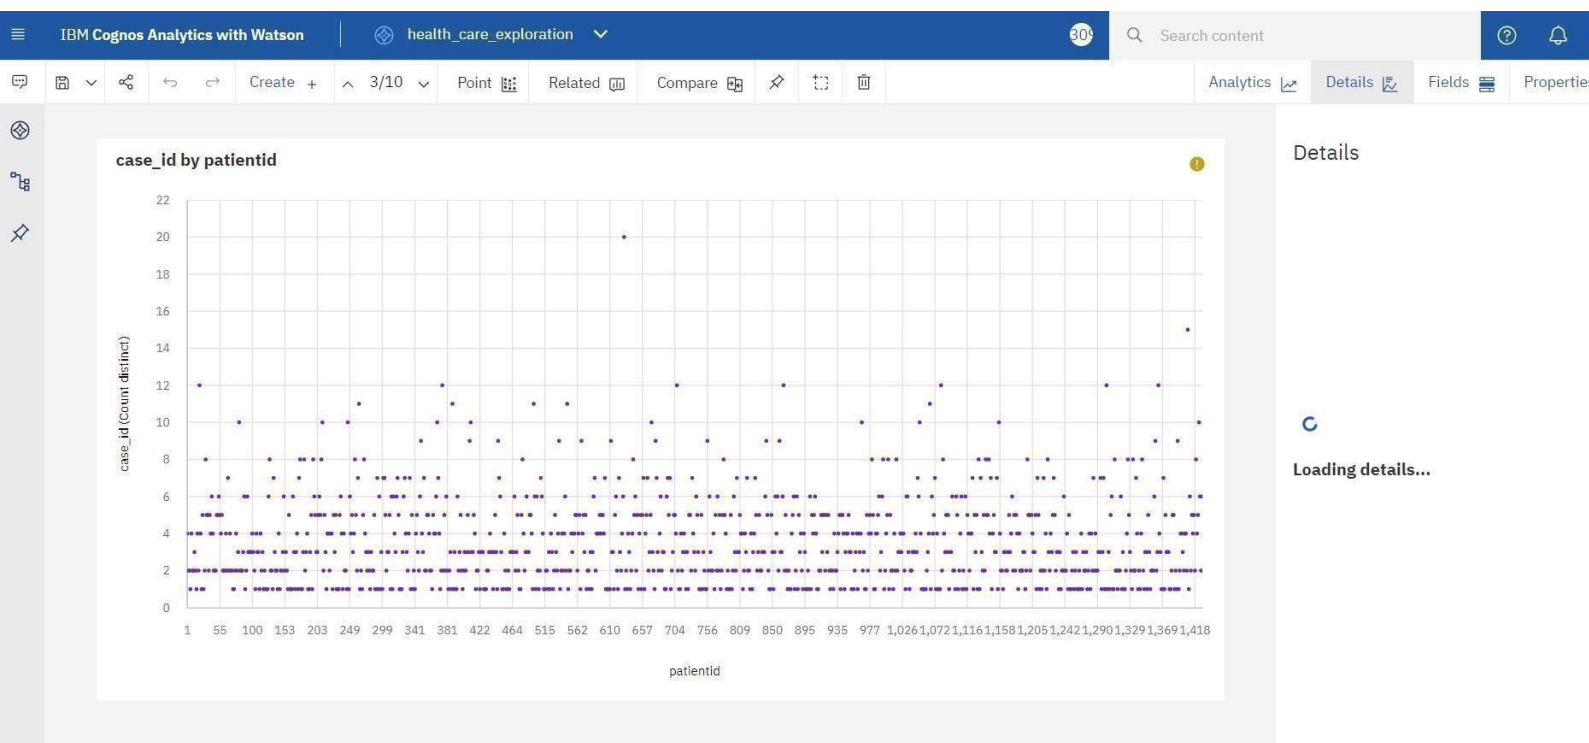 IBM Cognos Analytics with Watson
health_care_exploration
Search content
Create +
3/10
Point
Related
Compare
Analytics
Details
Fields
case_id by patientid
Details
22
20
18
16
14
12
10
8
6
4
2
0
case_id (Count distinct)
Loading details...
1 55 100 153 203 249 299 341 381 422 464 515 562 610 657 704 756 809 850 895 935 977 1,026 1,072 1,116 1,158 1,205 1,242 1,290 1,329 1,369 1,418
patientid